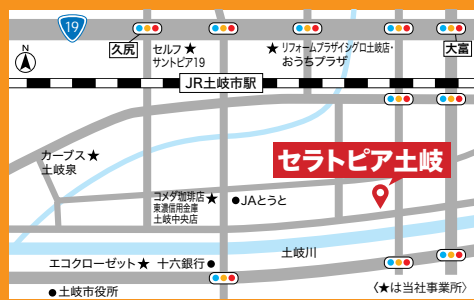 19
久尻
セルフ★
サントピア19
★リフォームプラザイシグロ土岐店・
おうちプラザ
大富
N
JR土岐市駅
カーブス★
土岐泉
セラトピア土岐
コメダ珈琲店★
東濃信用金庫
土岐中央店
●JAとうと
土岐川
エコクローゼット★
十六銀行●
●土岐市役所
〈★は当社事業所〉